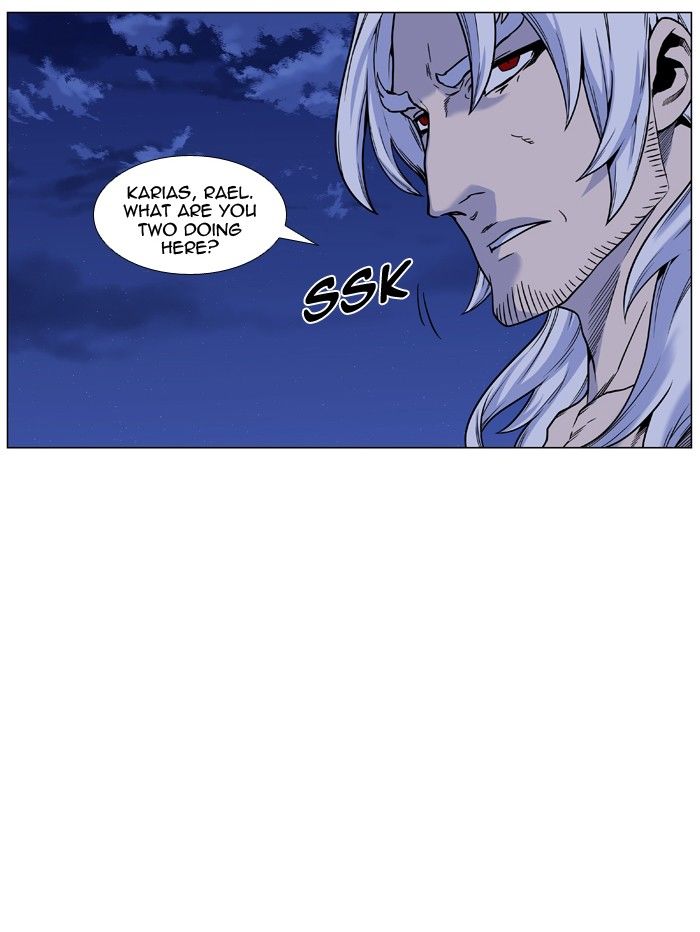 KARIAS, RAEL.
WHAT ARE YOU
TWO DOING
HERE?
SSK